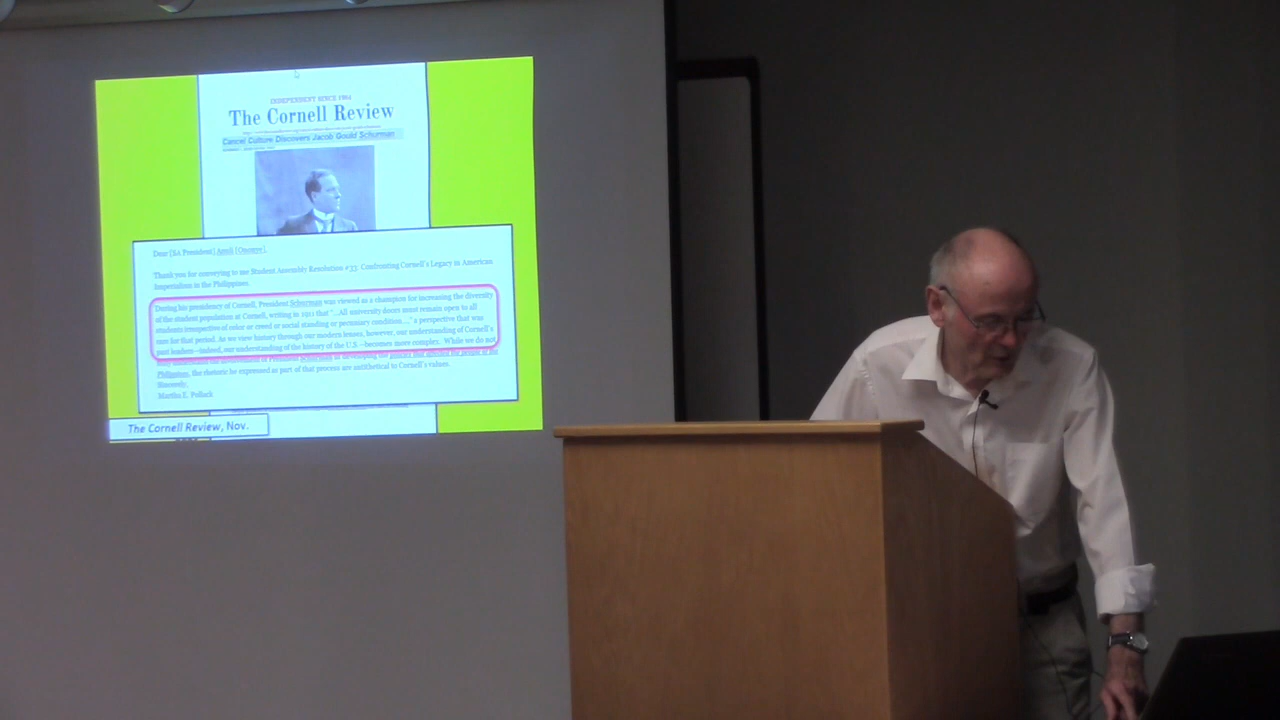 INDEPENDENT SINCE 1984
The Cornell Review
Cancel Culture Discovers Jacob Gould Schurman
Dear [SA President] Anuli [Ononye],
Thank you for conveying to me Student Assembly Resolution #33: Confronting Cornell's Legacy in American
Imperialism in the Philippines.
During his presidency of Cornell, President Schurman was viewed as a champion for increasing the diversity
of the student population at Cornell, writing in 1911 that "...All university doors must remain open to all
students irrespective of color or creed or social standing or pecuniary condition...," a perspective that was
rare for that period. As we view history through our modern lenses, however, our understanding of Cornell's
past leaders—indeed, our understanding of the history of the U.S.—becomes more complex. While we do not
Philippines, the rhetoric he expressed as part of that process are antithetical to Cornell's values.
Sincerely,
Martha E. Pollack
The Cornell Review, Nov.